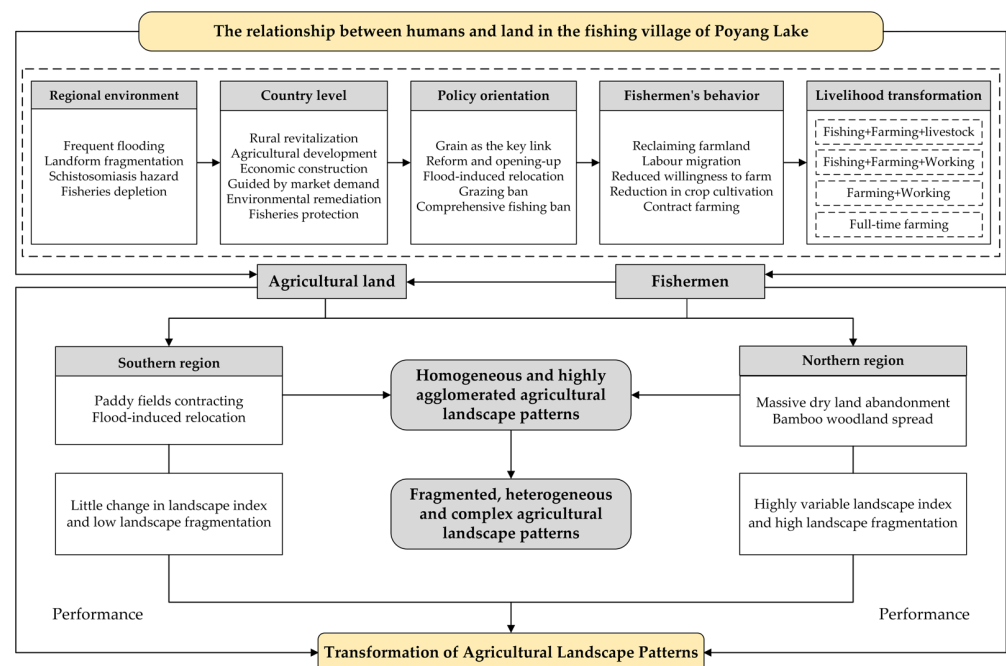 The relationship between humans and land in the fishing village of Poyang Lake
Regional environment
Frequent flooding
Landform fragmentation
Schistosomiasis hazard
Fisheries depletion
Country level
Rural revitalization
Agricultural development
Economic construction
Guided by market demand
Environmental remediation
Fisheries protection
Policy orientation
Grain as the key link
Reform and opening-up
Flood-induced relocation
Grazing ban
Comprehensive fishing ban
Fishermen's behavior
Reclaiming farmland
Labour migration
Reduced willingness to farm
Reduction in crop cultivation
Contract farming
Livelihood transformation
Fishing+Farming+livestock
Fishing+Farming+Working
Farming+Working
Full-time farming
Agricultural land
Fishermen
Southern region
Paddy fields contracting
Flood-induced relocation
Little change in landscape index
and low landscape fragmentation
Homogeneous and highly
agglomerated agricultural
landscape patterns
Fragmented, heterogeneous
and complex agricultural
landscape patterns
Northern region
Massive dry land abandonment
Bamboo woodland spread
Highly variable landscape index
and high landscape fragmentation
Performance
Performance
Transformation of Agricultural Landscape Patterns